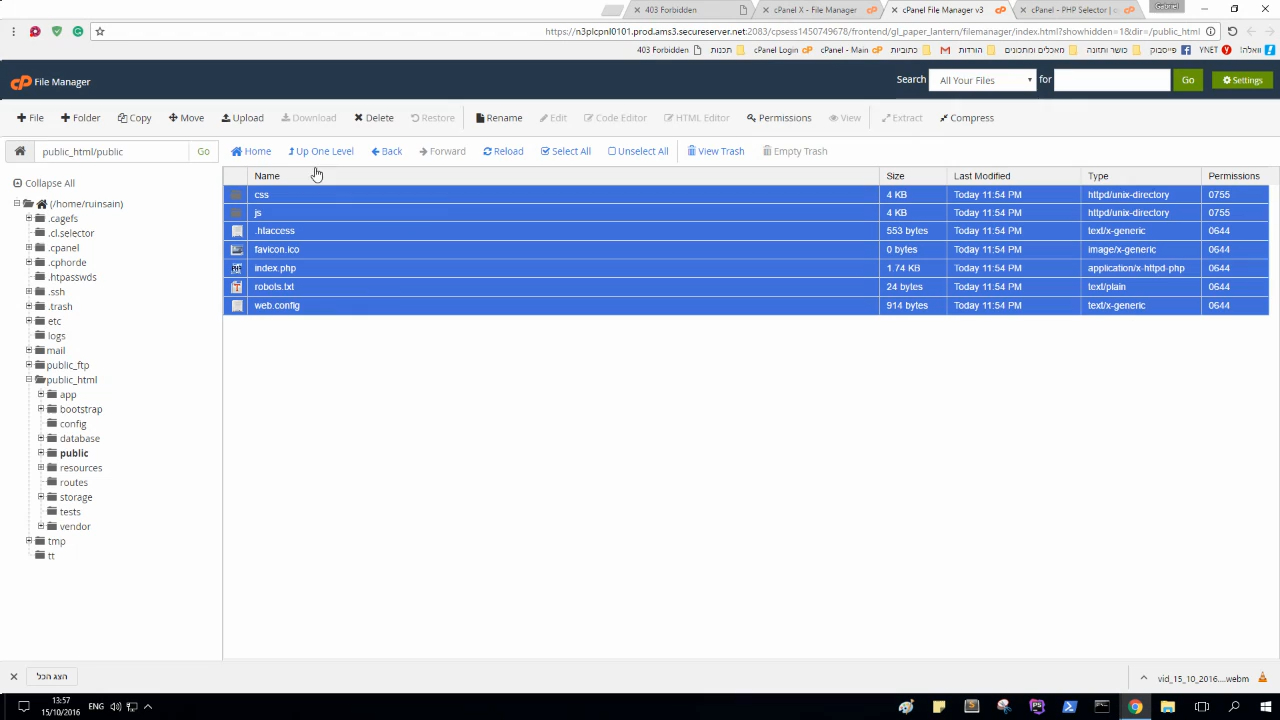 403 Forbidden
cPanel X - File Manager
cPanel File Manager v3
cPanel - PHP Selector | c
Gabriel
https://n3plcpnl0101.prod.ams3.secureserver.net:2083/cpsess1450749678/frontend/gl_paper_lantern/filemanager/index.html?showhidden=1&dir=/public_html
403 Forbidden תכנות cPanel Login cPanel - Main כתוביות הורדות מאכלים ומתכונים כושר ותזונה פייסבוק YNET וואלה!
cP File Manager
Search All Your Files for Go Settings
File Folder Copy Move Upload Download Delete Restore Rename Edit Code Editor HTML Editor Permissions View Extract Compress
public_html/public Go Home Up One Level Back Forward Reload Select All Unselect All View Trash Empty Trash
Collapse All
(/home/ruinsain)
.cagefs
.cl.selector
.cpanel
.cphorde
.htpasswds
.ssh
.trash
etc
logs
mail
public_ftp
public_html
app
bootstrap
config
database
public
resources
routes
storage
tests
vendor
tmp
tt
Name Size Last Modified Type Permissions
css 4 KB Today 11:54 PM httpd/unix-directory 0755
js 4 KB Today 11:54 PM httpd/unix-directory 0755
.htaccess 553 bytes Today 11:54 PM text/x-generic 0644
favicon.ico 0 bytes Today 11:54 PM image/x-generic 0644
index.php 1.74 KB Today 11:54 PM application/x-httpd-php 0644
robots.txt 24 bytes Today 11:54 PM text/plain 0644
web.config 914 bytes Today 11:54 PM text/x-generic 0644
הצג הכל
vid_15_10_2016....webm
13:57
15/10/2016
ENG